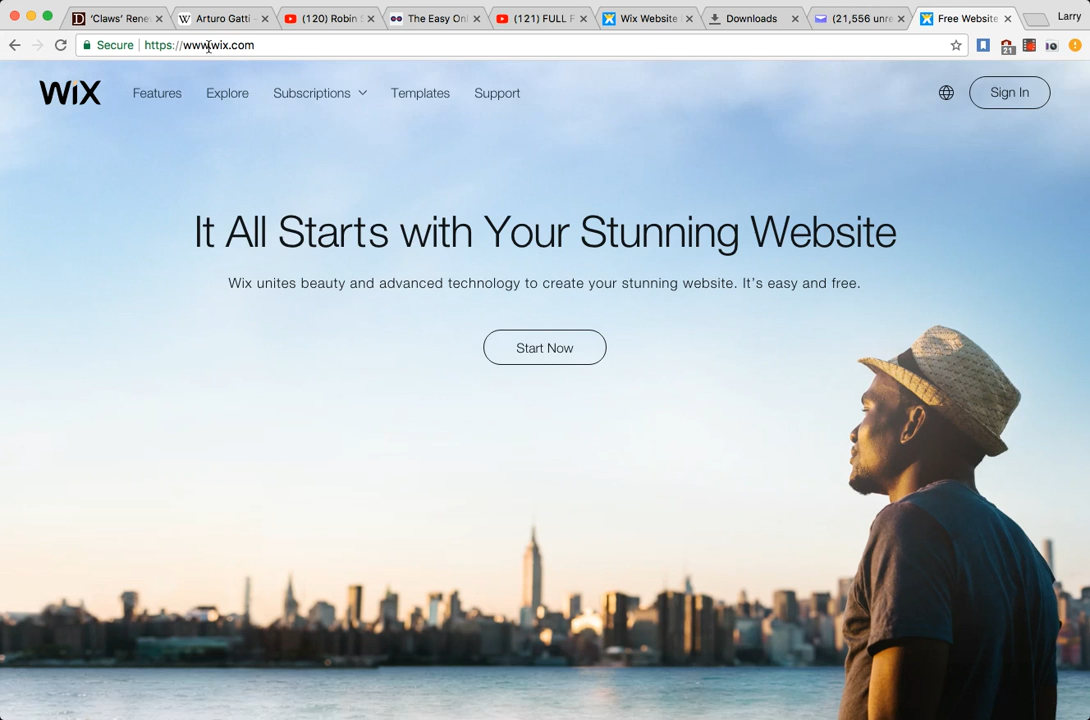 'Claws' Rene
Arturo Gatti -
(120) Robin S
The Easy Onl
(121) FULL F
Wix Website
Downloads
(21,556 unre
Free Website
Larry
Secure
https://www.wix.com
21
WiX
Features
Explore
Subscriptions
Templates
Support
Sign In
It All Starts with Your Stunning Website
Wix unites beauty and advanced technology to create your stunning website. It's easy and free.
Start Now